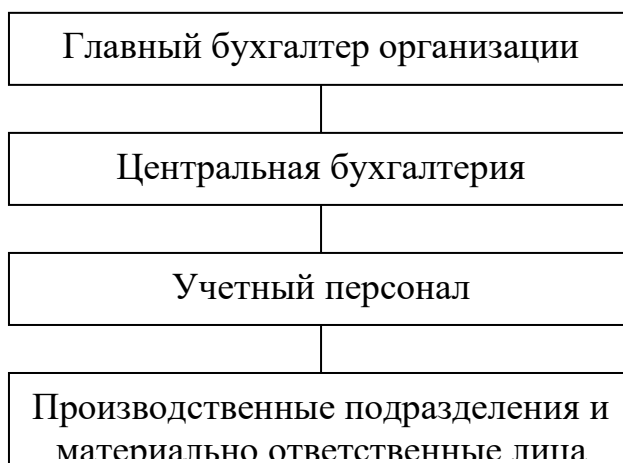 Главный бухгалтер организации
Центральная бухгалтерия
Учетный персонал
Производственные подразделения и
материально ответственные лица